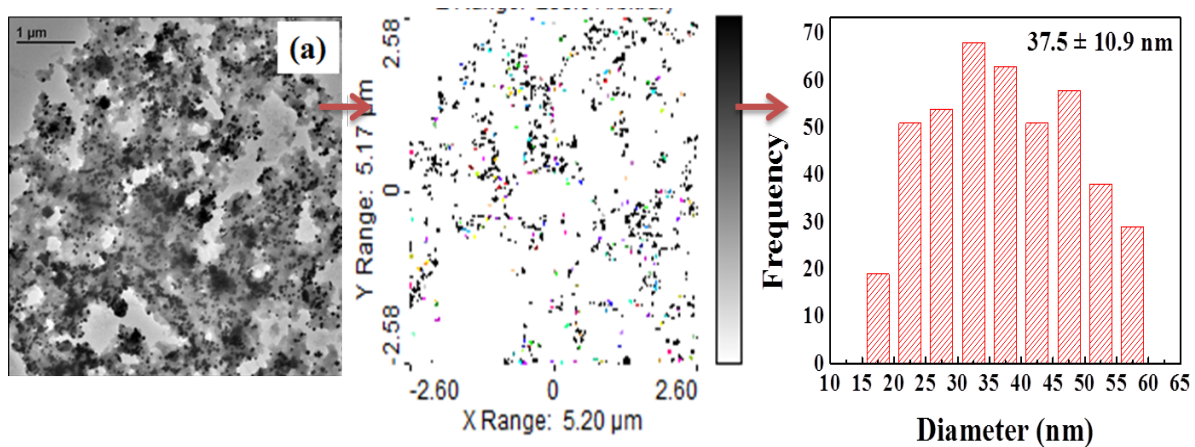 1 µm
(a)
2.58
0
-2.58
Y Range: 5.17 µm
-2.60
0
2.60
X Range: 5.20 µm
37.5 ± 10.9 nm
70
60
50
40
30
20
10
0
Frequency
10 15 20 25 30 35 40 45 50 55 60 65
Diameter (nm)